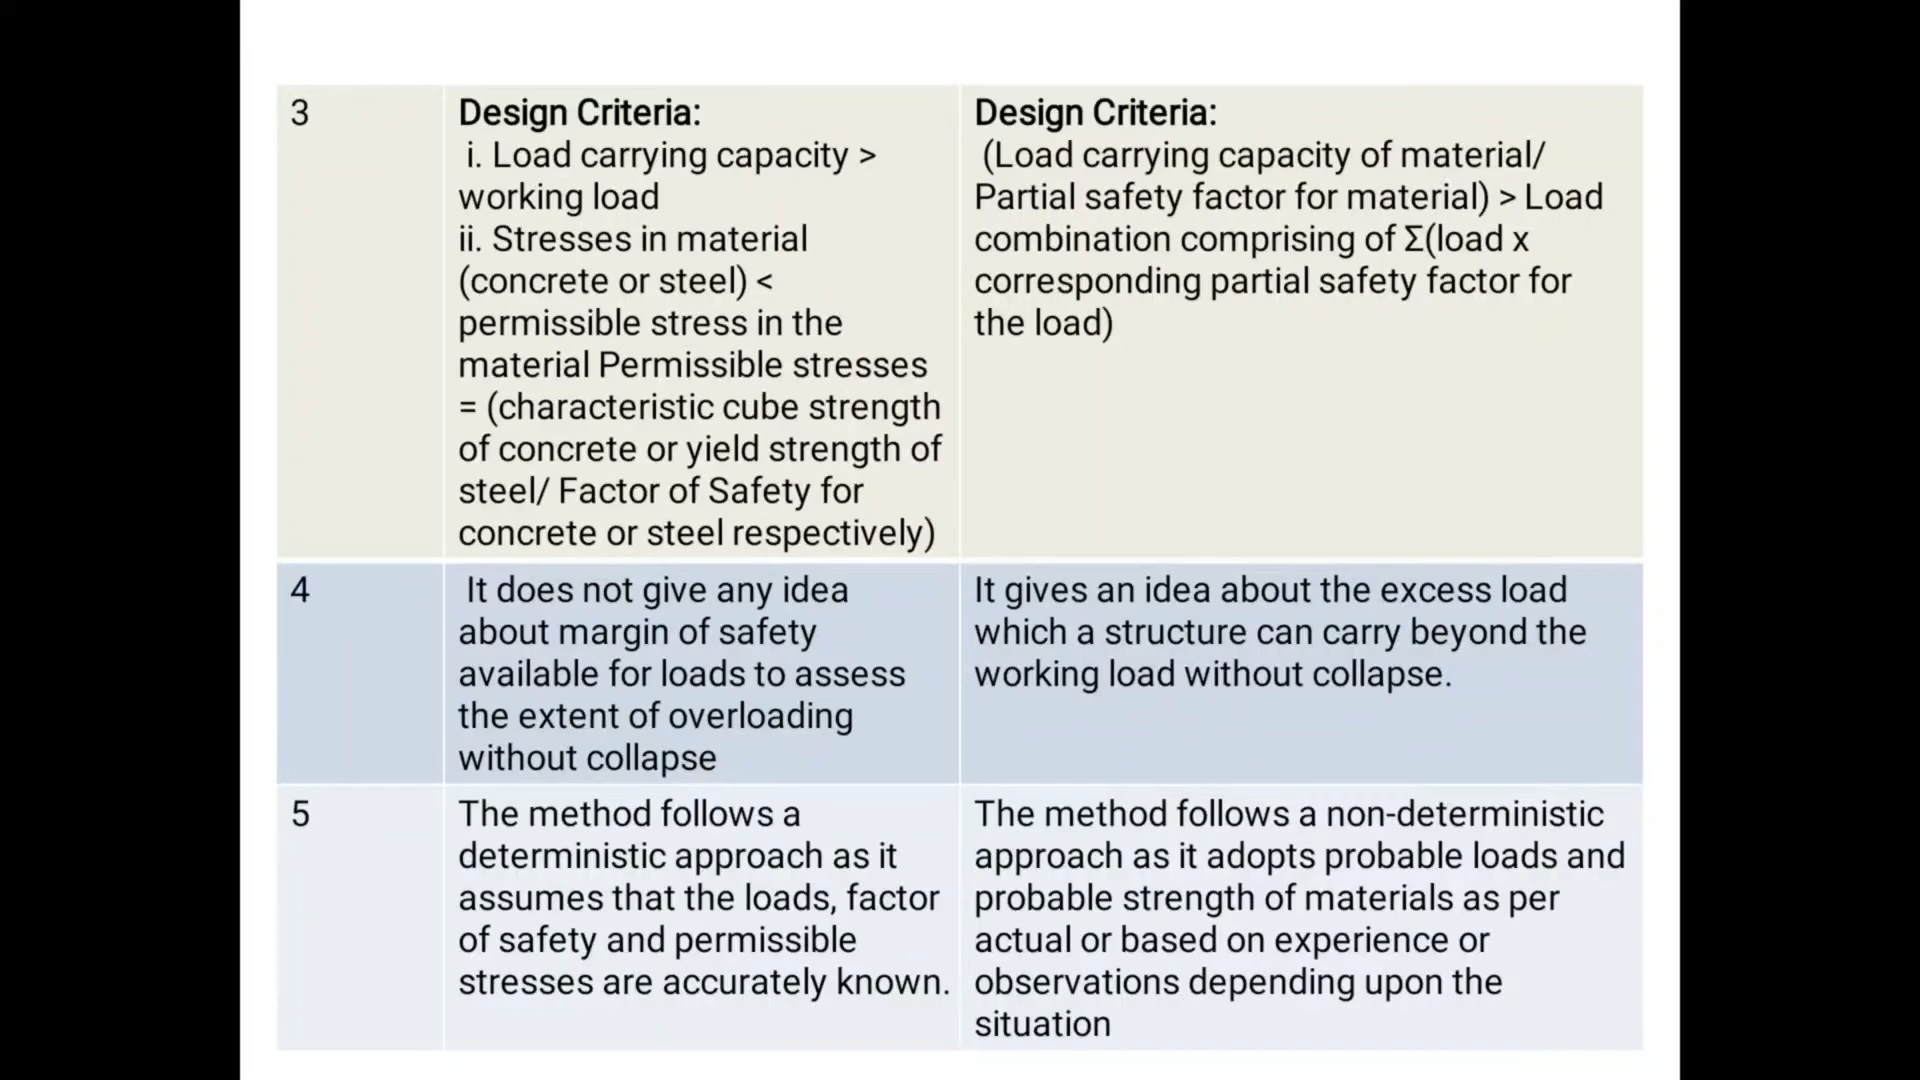 3
Design Criteria:
i. Load carrying capacity >
working load
ii. Stresses in material
(concrete or steel) <
permissible stress in the
material Permissible stresses
= (characteristic cube strength
of concrete or yield strength of
steel/ Factor of Safety for
concrete or steel respectively)
Design Criteria:
(Load carrying capacity of material/
Partial safety factor for material) > Load
combination comprising of Σ(load x
corresponding partial safety factor for
the load)
4
It does not give any idea
about margin of safety
available for loads to assess
the extent of overloading
without collapse
It gives an idea about the excess load
which a structure can carry beyond the
working load without collapse.
5
The method follows a
deterministic approach as it
assumes that the loads, factor
of safety and permissible
stresses are accurately known.
The method follows a non-deterministic
approach as it adopts probable loads and
probable strength of materials as per
actual or based on experience or
observations depending upon the
situation